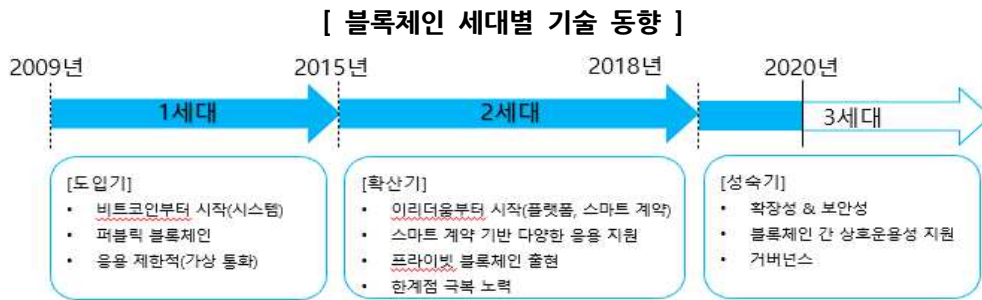 [ 블록체인 세대별 기술 동향 ]
2009년 2015년 2018년 2020년
1세대 2세대 3세대
[도입기]
• 비트코인부터 시작(시스템)
• 퍼블릭 블록체인
• 응용 제한적(가상 통화)
[확산기]
• 이리더움부터 시작(플랫폼, 스마트 계약)
• 스마트 계약 기반 다양한 응용 지원
• 프라이빗 블록체인 출현
• 한계점 극복 노력
[성숙기]
• 확장성 & 보안성
• 블록체인 간 상호운용성 지원
• 거버넌스